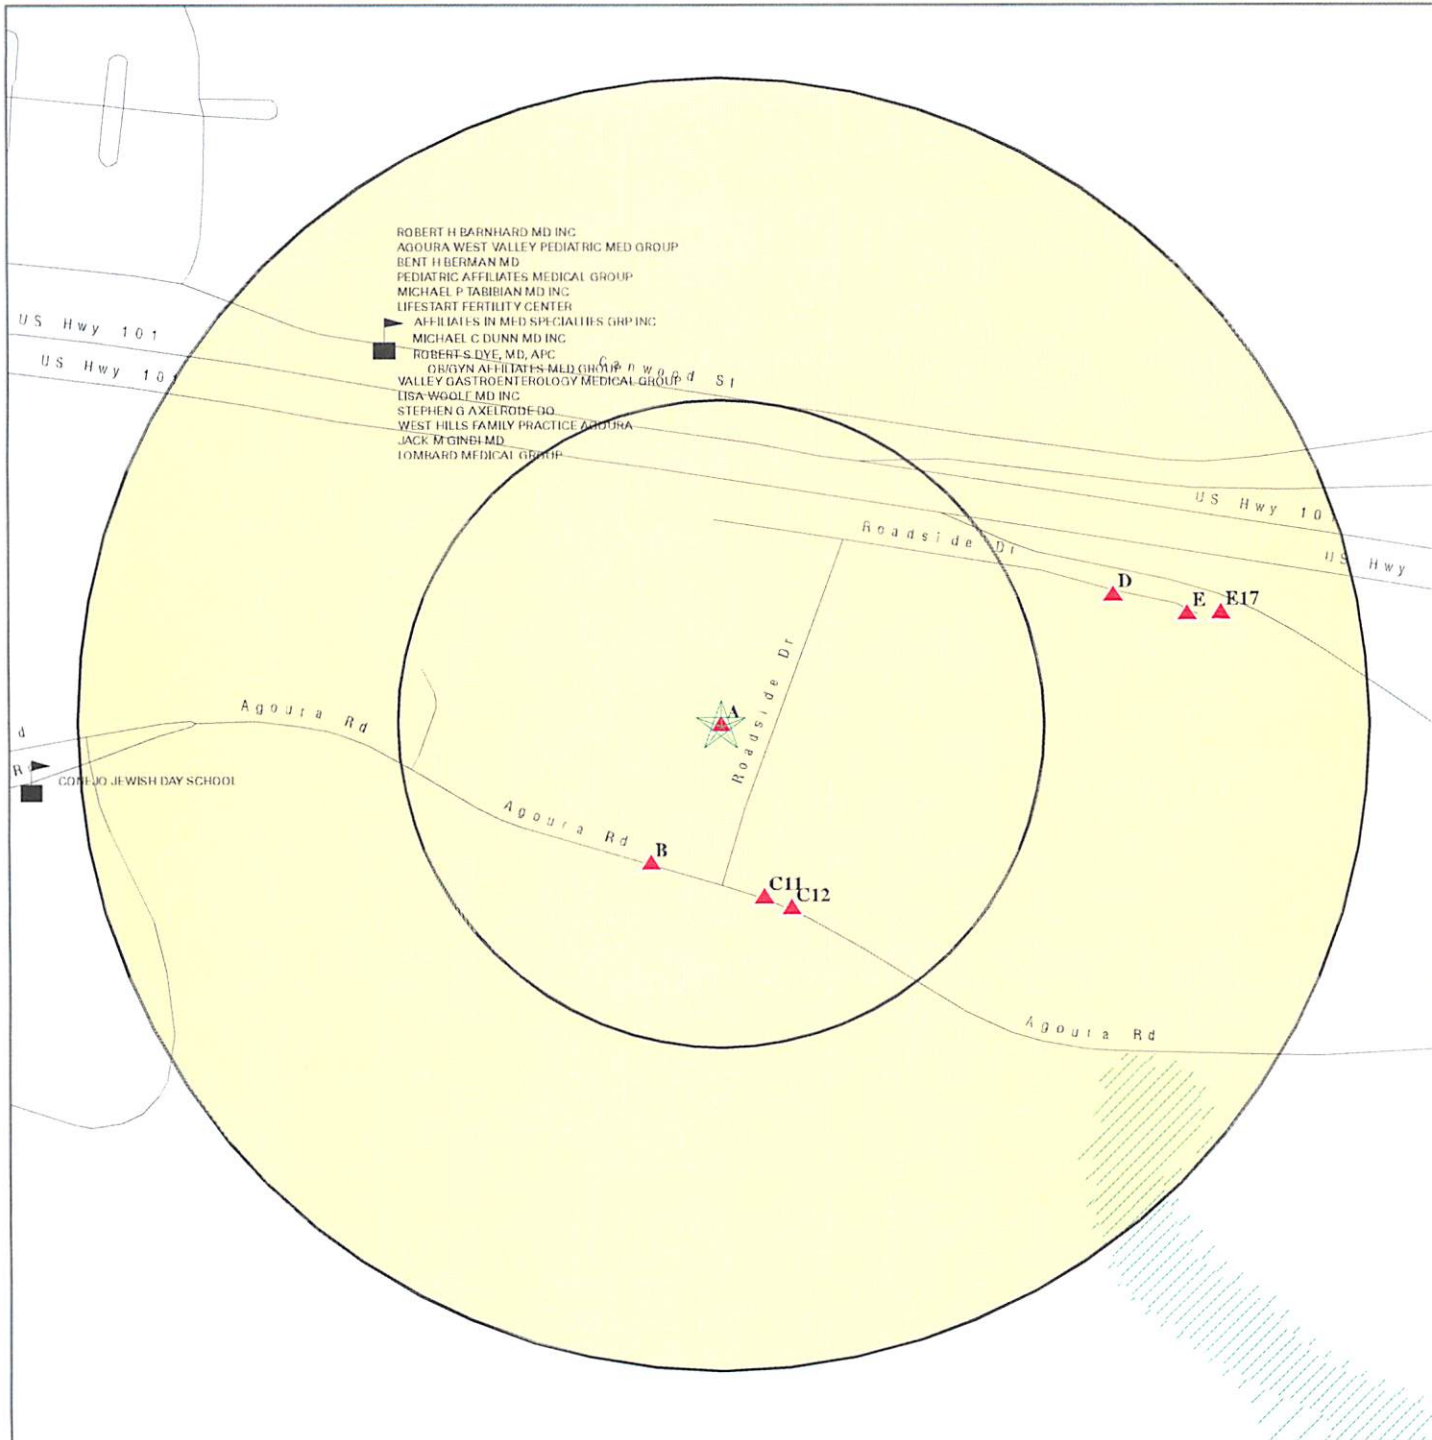 ROBERT H BARNHARD MD INC
AGOURA WEST VALLEY PEDIATRIC MED GROUP
BENT H BERMAN MD
PEDIATRIC AFFILIATES MEDICAL GROUP
MICHAEL P TABIBIAN MD INC
LIFESTART FERTILITY CENTER
US Hwy 101
AFFILIATES IN MED SPECIALTIES GRP INC
MICHAEL C DUNN MD INC
ROBERT S DYE, MD, APC
US Hwy 101
OB/GYN AFFILIATES MED GROUP
Canwood St
VALLEY GASTROENTEROLOGY MEDICAL GROUP
LISA WOOLF MD INC
STEPHEN G AXELRODE DO
WEST HILLS FAMILY PRACTICE AGOURA
JACK M GINDI MD
LOMBARD MEDICAL GROUP
US Hwy 101
Roadside Dr
US Hwy
D
E
E17
Roadside Dr
A
Agoura Rd
d
Rd
CONEJO JEWISH DAY SCHOOL
Agoura Rd
B
C11
C12
Agoura Rd